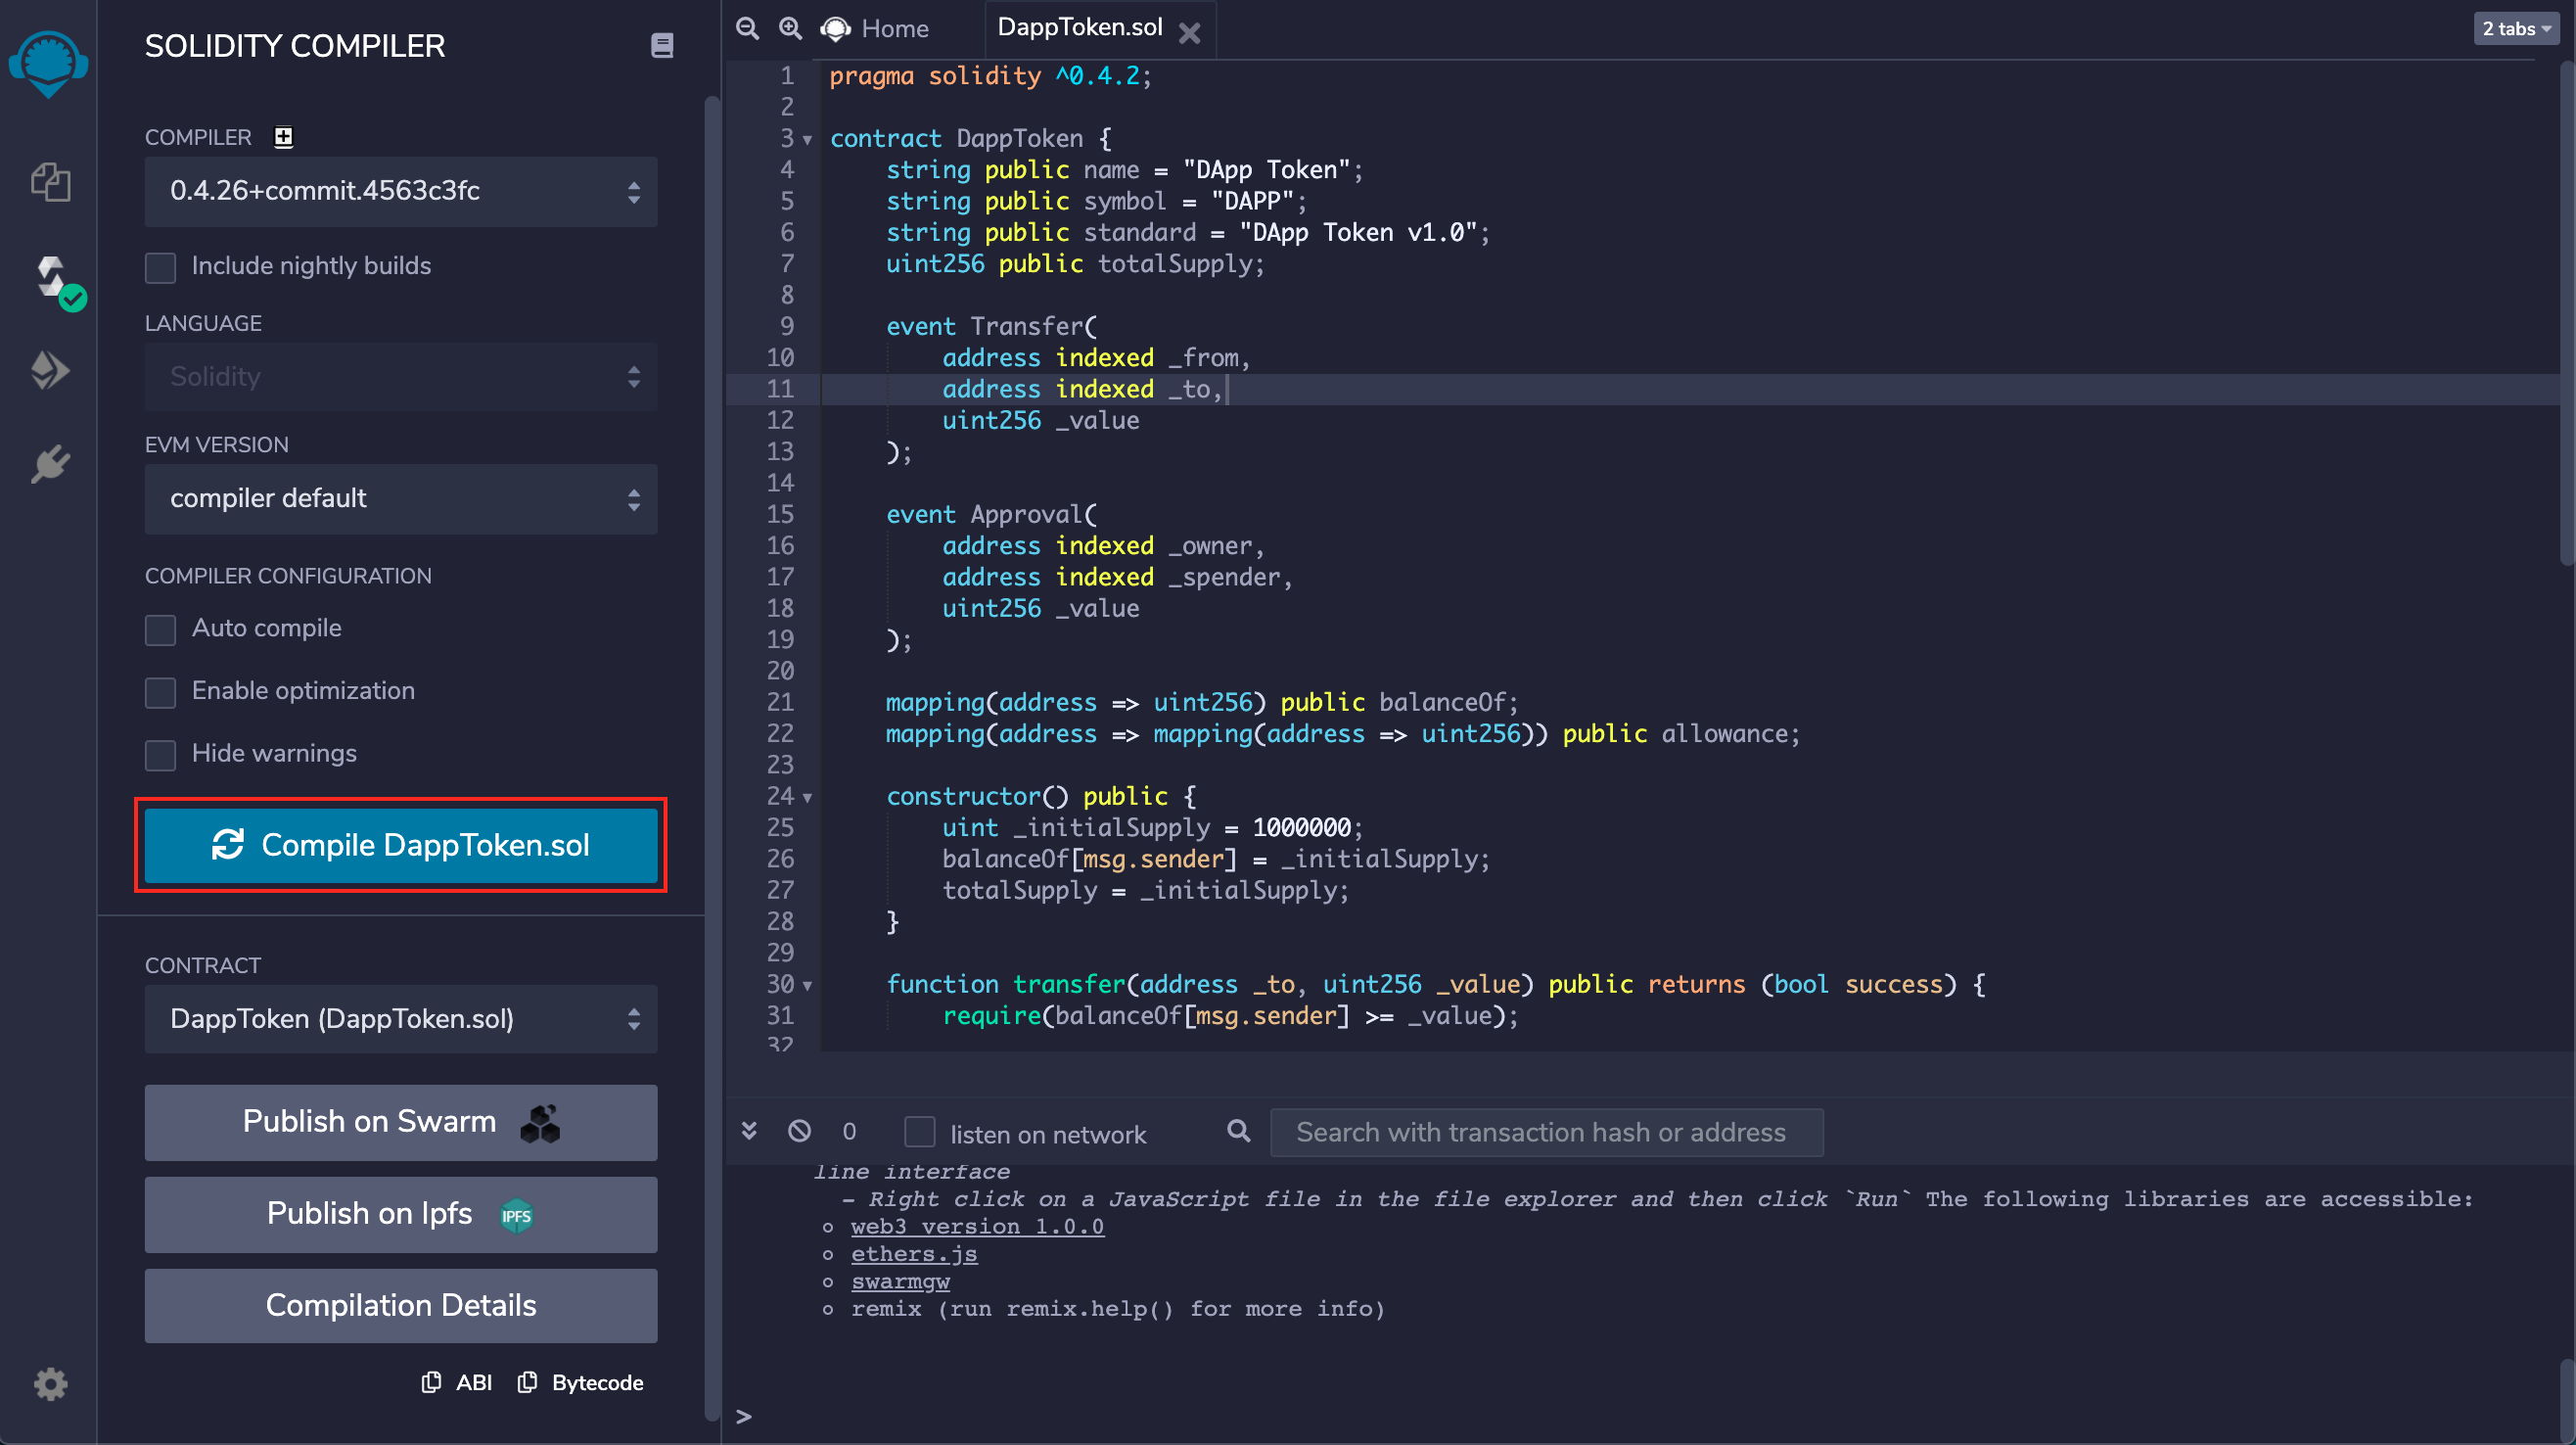 SOLIDITY COMPILER
COMPILER
0.4.26+commit.4563c3fc
Include nightly builds
LANGUAGE
Solidity
EVM VERSION
compiler default
COMPILER CONFIGURATION
Auto compile
Enable optimization
Hide warnings
Compile DappToken.sol
CONTRACT
DappToken (DappToken.sol)
Publish on Swarm
Publish on Ipfs IPFS
Compilation Details
ABI Bytecode
Home DappToken.sol 2 tabs
1 pragma solidity ^0.4.2;
2
3 contract DappToken {
4 string public name = "DApp Token";
5 string public symbol = "DAPP";
6 string public standard = "DApp Token v1.0";
7 uint256 public totalSupply;
8
9 event Transfer(
10 address indexed _from,
11 address indexed _to,
12 uint256 _value
13 );
14
15 event Approval(
16 address indexed _owner,
17 address indexed _spender,
18 uint256 _value
19 );
20
21 mapping(address => uint256) public balanceOf;
22 mapping(address => mapping(address => uint256)) public allowance;
23
24 constructor() public {
25 uint _initialSupply = 1000000;
26 balanceOf[msg.sender] = _initialSupply;
27 totalSupply = _initialSupply;
28 }
29
30 function transfer(address _to, uint256 _value) public returns (bool success) {
31 require(balanceOf[msg.sender] >= _value);
32
0 listen on network Search with transaction hash or address
line interface
- Right click on a JavaScript file in the file explorer and then click `Run` The following libraries are accessible:
web3 version 1.0.0
ethers.js
swarmgw
remix (run remix.help() for more info)
>